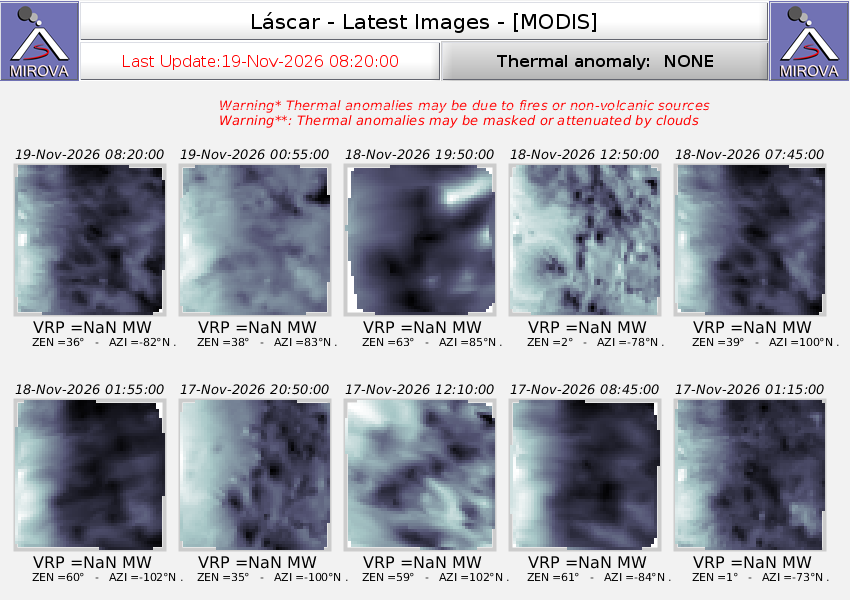 MIROVA
Láscar - Latest Images - [MODIS]
MIROVA
Last Update:19-Nov-2026 08:20:00
Thermal anomaly: NONE
Warning* Thermal anomalies may be due to fires or non-volcanic sources
Warning**: Thermal anomalies may be masked or attenuated by clouds
19-Nov-2026 08:20:00 19-Nov-2026 00:55:00 18-Nov-2026 19:50:00 18-Nov-2026 12:50:00 18-Nov-2026 07:45:00
VRP =NaN MW VRP =NaN MW VRP =NaN MW VRP =NaN MW VRP =NaN MW
ZEN =36° - AZI =-82°N . ZEN =38° - AZI =83°N . ZEN =63° - AZI =85°N . ZEN =2° - AZI =-78°N . ZEN =39° - AZI =100°N .
18-Nov-2026 01:55:00 17-Nov-2026 20:50:00 17-Nov-2026 12:10:00 17-Nov-2026 08:45:00 17-Nov-2026 01:15:00
VRP =NaN MW VRP =NaN MW VRP =NaN MW VRP =NaN MW VRP =NaN MW
ZEN =60° - AZI =-102°N . ZEN =35° - AZI =-100°N . ZEN =59° - AZI =102°N . ZEN =61° - AZI =-84°N . ZEN =1° - AZI =-73°N .